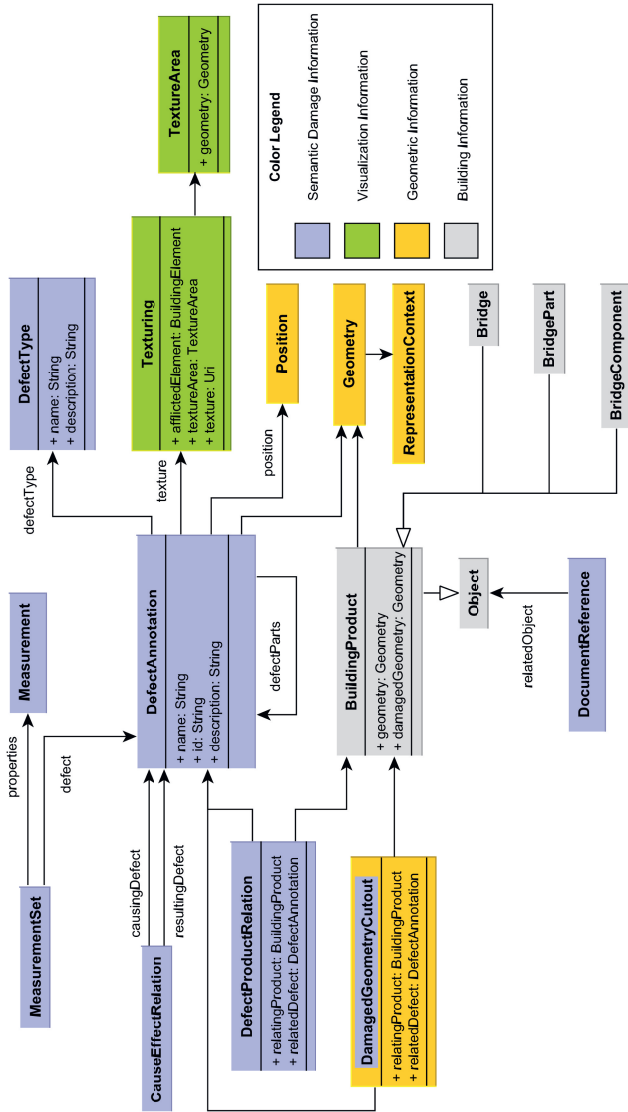 MeasurementSet
properties
Measurement
defect
CauseEffectRelation
causingDefect
resultingDefect
DefectAnnotation
+ name: String
+ id: String
+ description: String
defectParts
defectType
DefectType
+ name: String
+ description: String
texture
Texturing
+ afflictedElement: BuildingElement
+ textureArea: TextureArea
+ texture: Uri
TextureArea
+ geometry: Geometry
position
Position
Geometry
RepresentationContext
DefectProductRelation
+ relatingProduct: BuildingProduct
+ relatedDefect: DefectAnnotation
DamagedGeometryCutout
+ relatingProduct: BuildingProduct
+ relatedDefect: DefectAnnotation
BuildingProduct
+ geometry: Geometry
+ damagedGeometry: Geometry
Object
relatedObject
DocumentReference
Bridge
BridgePart
BridgeComponent
Color Legend
Semantic Damage Information
Visualization Information
Geometric Information
Building Information